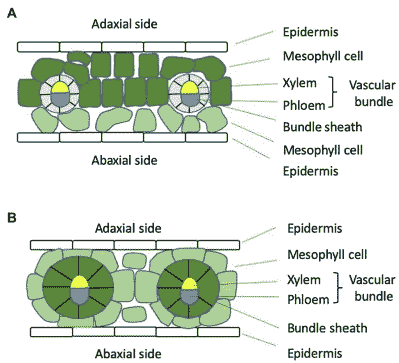 A
Adaxial side
Epidermis
Mesophyll cell
Xylem
Phloem
Vascular
bundle
Bundle sheath
Mesophyll cell
Abaxial side
Epidermis
B
Adaxial side
Epidermis
Mesophyll cell
Xylem
Phloem
Vascular
bundle
Bundle sheath
Abaxial side
Epidermis